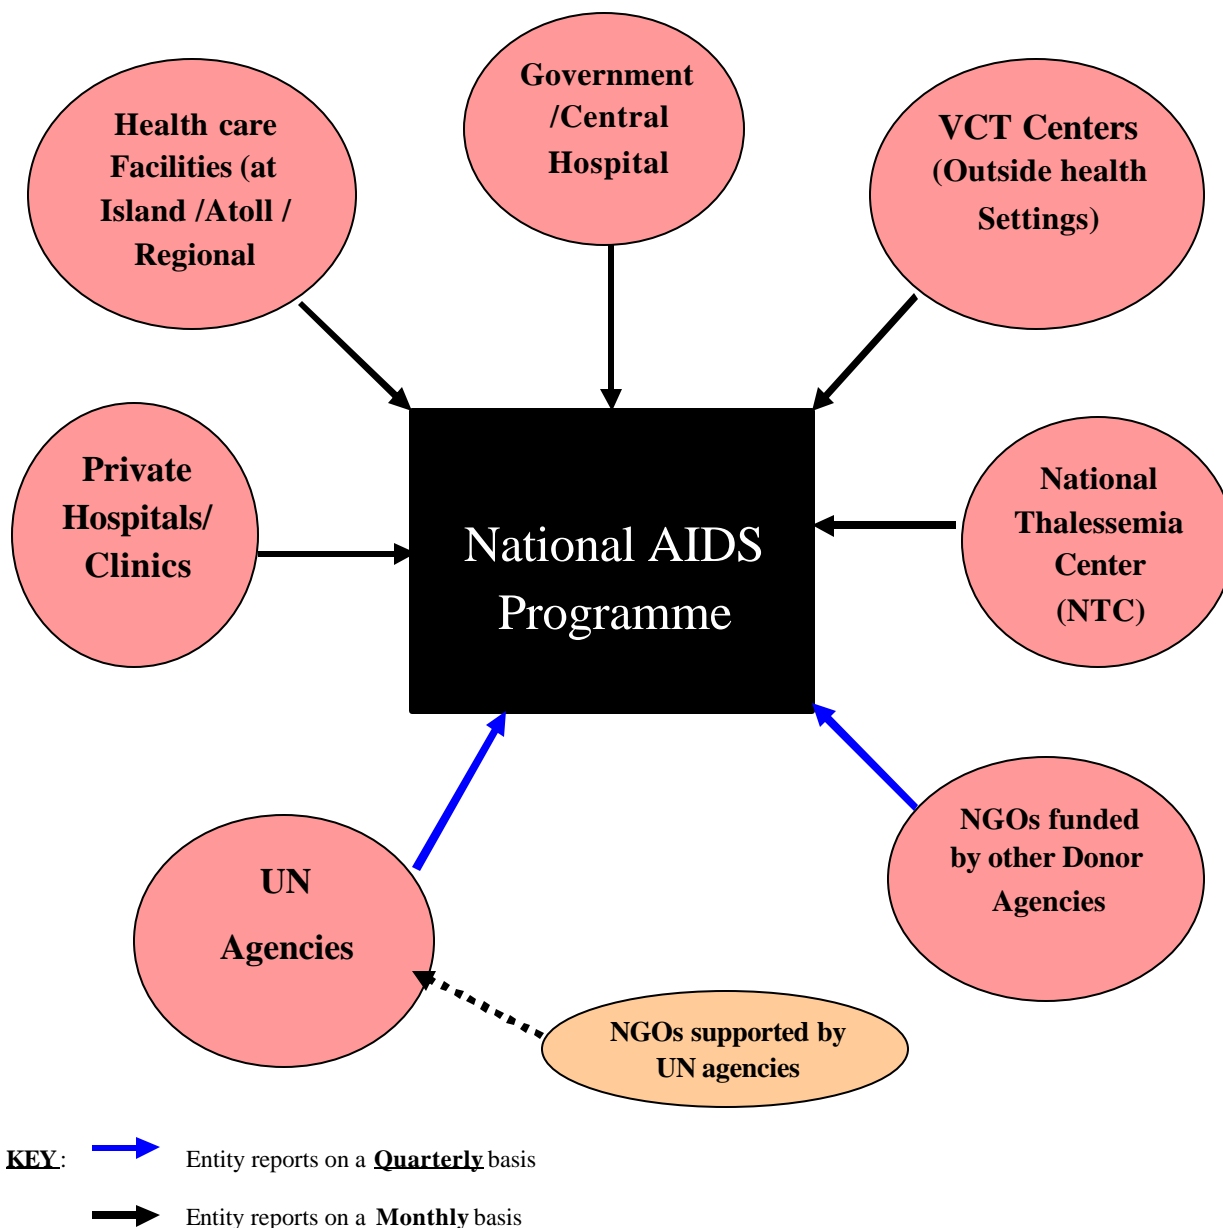 Health care
Facilities (at
Island /Atoll /
Regional
Government
/Central
Hospital
VCT Centers
(Outside health
Settings)
Private
Hospitals/
Clinics
National AIDS
Programme
National
Thalessemia
Center
(NTC)
UN
Agencies
NGOs funded
by other Donor
Agencies
NGOs supported by
UN agencies
KEY:
Entity reports on a Quarterly basis
Entity reports on a Monthly basis